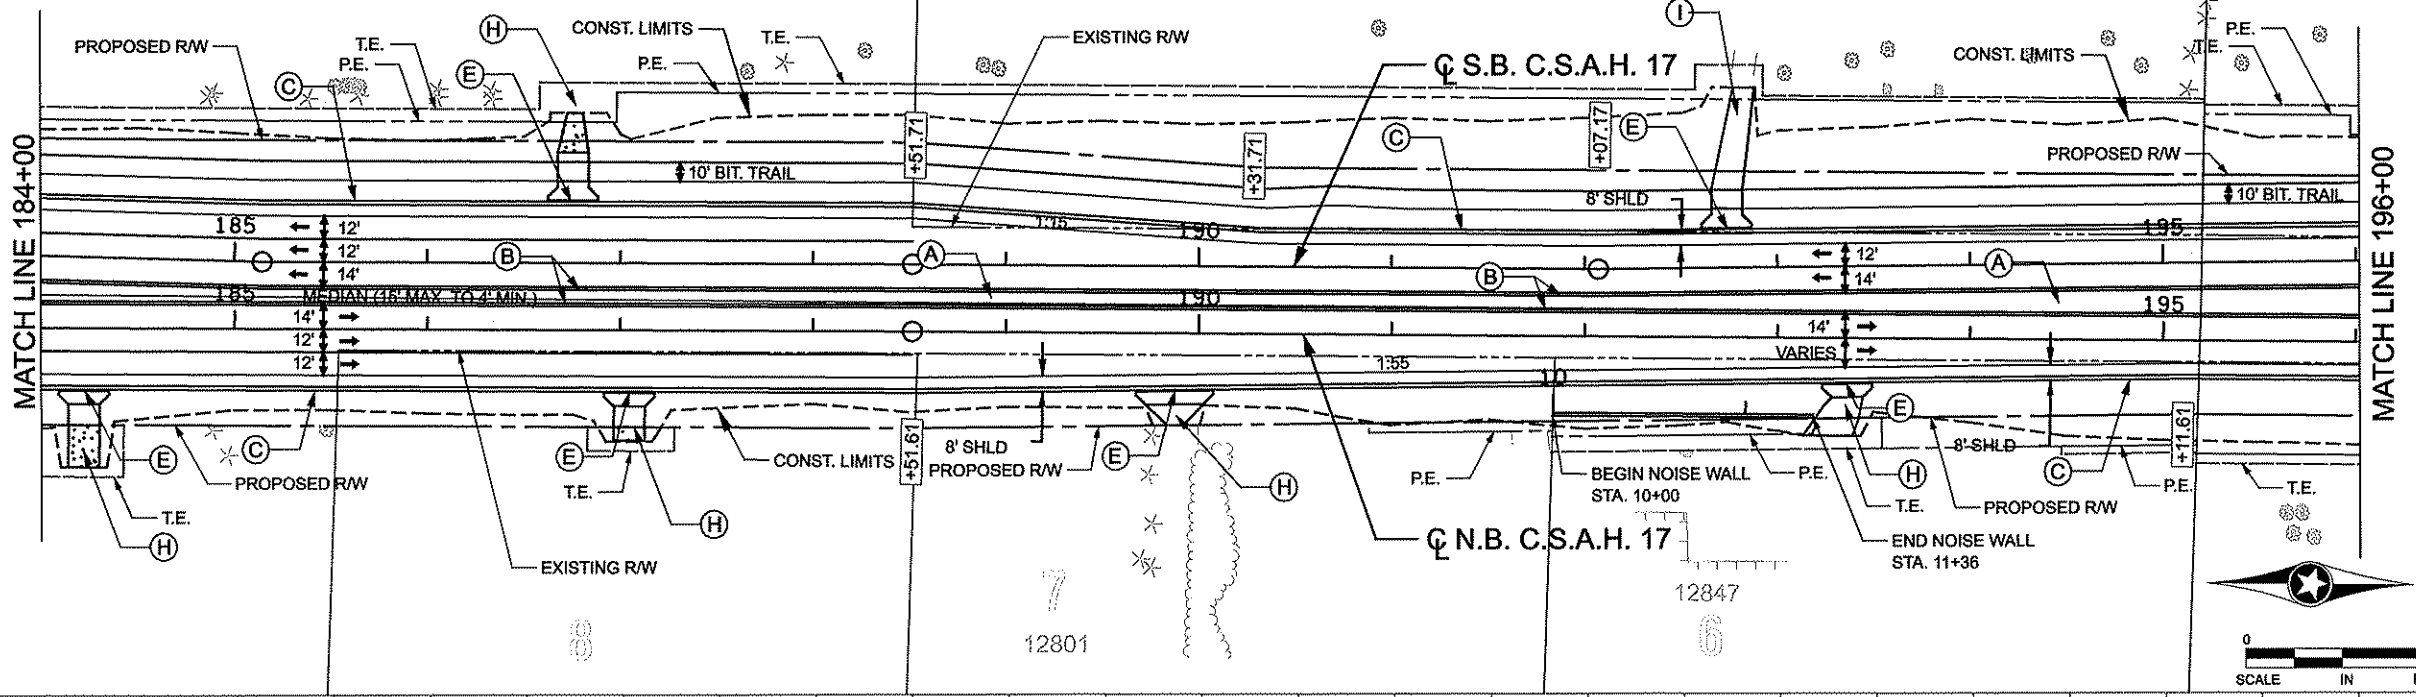 MATCH LINE 184+00
PROPOSED R/W
T.E.
P.E.
C
H
E
CONST. LIMITS
P.E.
T.E.
EXISTING R/W
℄ S.B. C.S.A.H. 17
I
CONST. LIMITS
T.E.
P.E.
+51.71
+31.71
+07.17
C
E
PROPOSED R/W
10' BIT. TRAIL
8' SHLD
10' BIT. TRAIL
185
12'
12'
14'
B
A
1:15
190
B
12'
14'
A
195
185
MEDIAN (16' MAX. TO 4' MIN.)
190
195
14'
12'
12'
14'
VARIES
1:55
10
E
H
T.E.
PROPOSED R/W
C
EXISTING R/W
E
T.E.
H
CONST. LIMITS
+51.61
8' SHLD
PROPOSED R/W
E
H
P.E.
BEGIN NOISE WALL
STA. 10+00
P.E.
E
H
T.E.
8' SHLD
PROPOSED R/W
C
P.E.
+11.61
T.E.
END NOISE WALL
STA. 11+36
℄ N.B. C.S.A.H. 17
MATCH LINE 196+00
8
7
12801
12847
6
0
SCALE IN